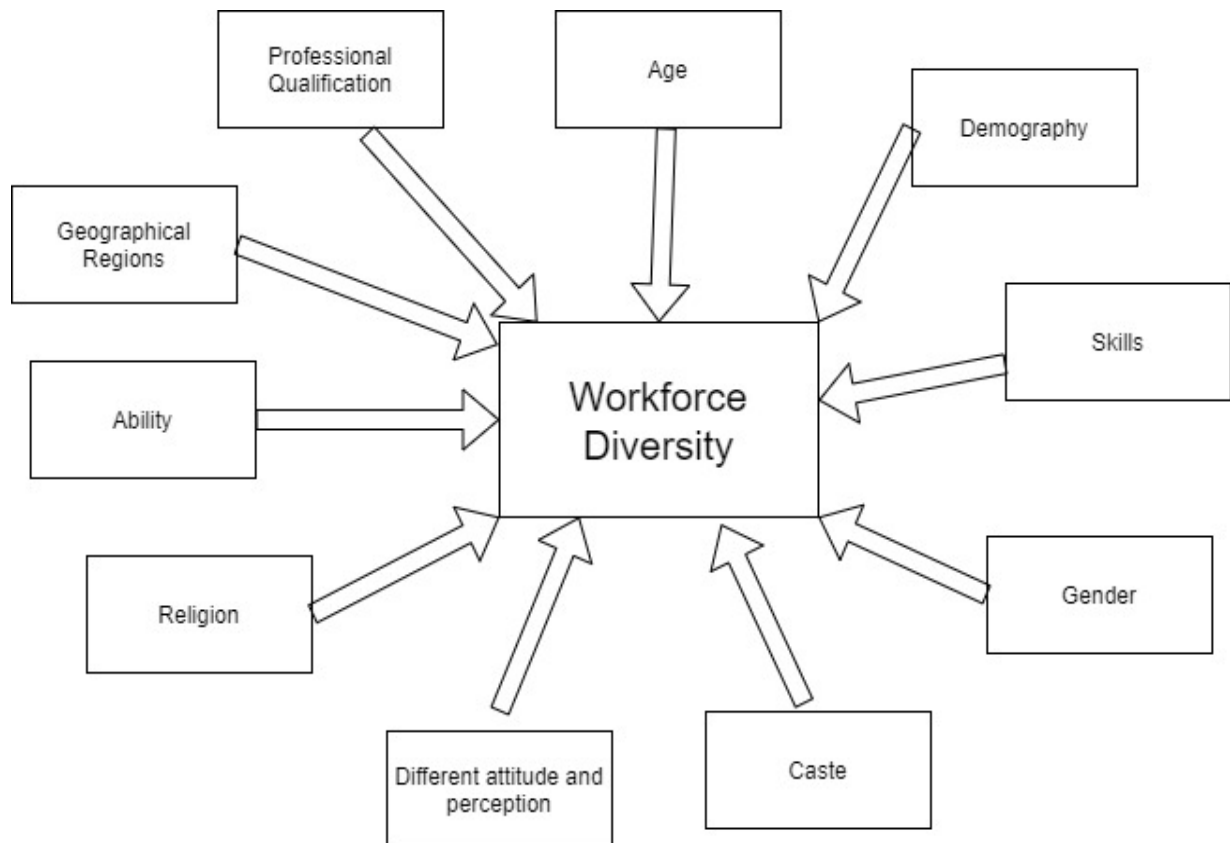 Professional
Qualification
Age
Demography
Geographical
Regions
Skills
Ability
Workforce
Diversity
Religion
Gender
Different attitude and
perception
Caste